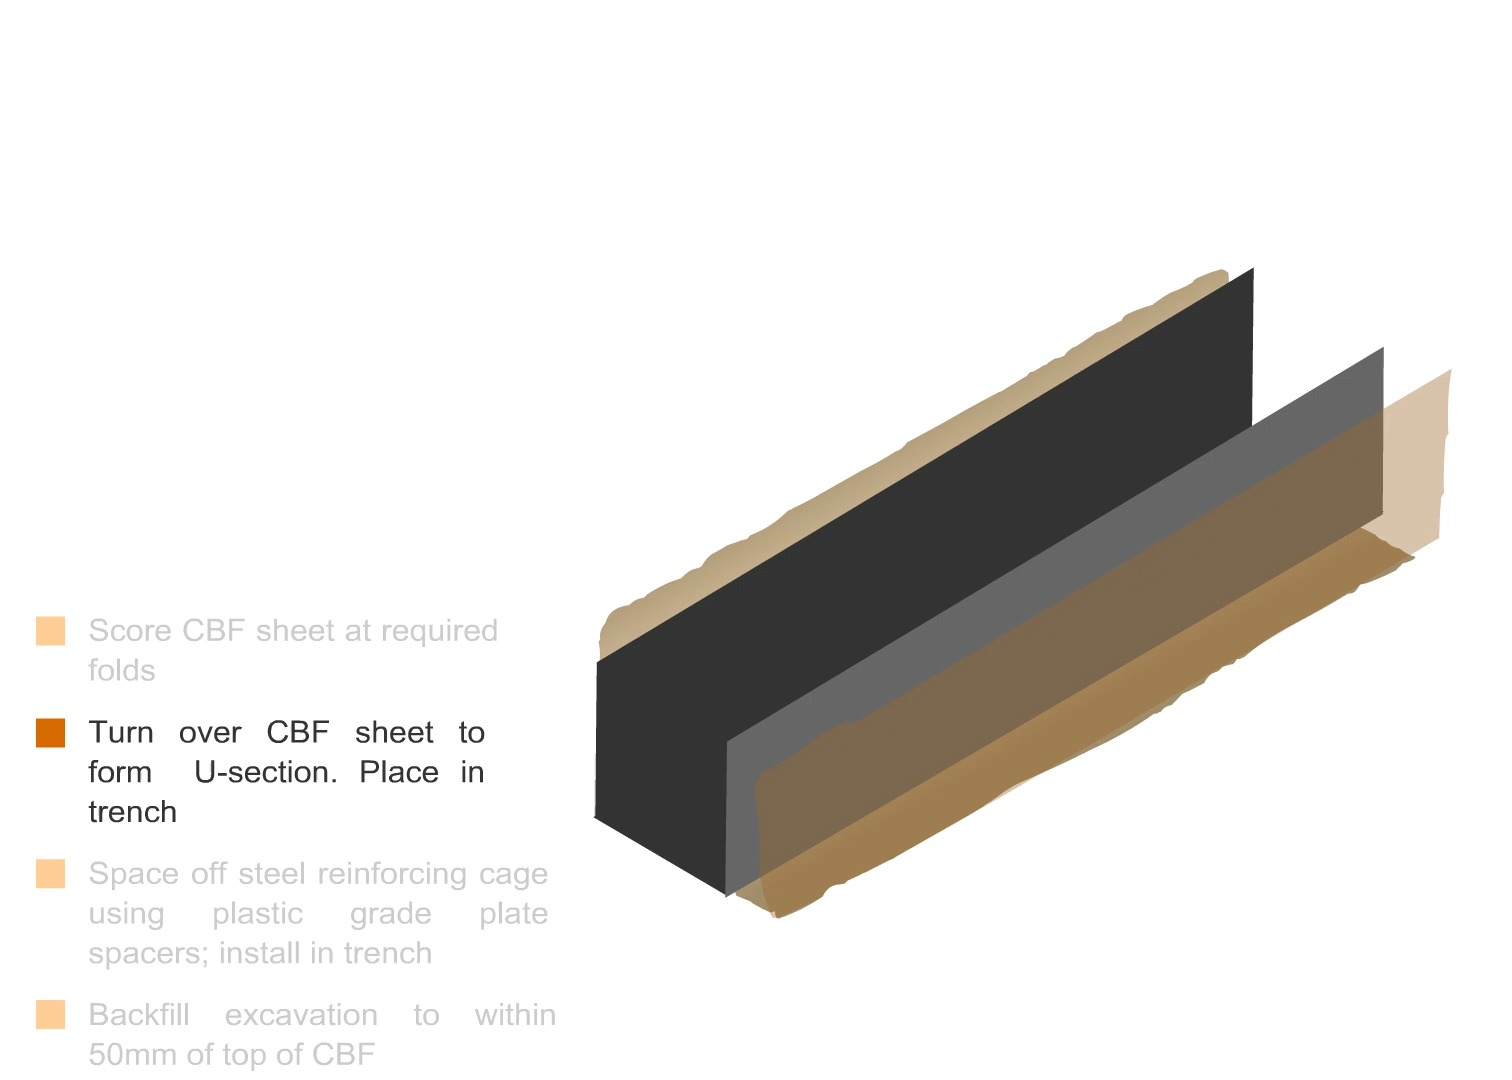 Score CBF sheet at required
folds
Turn over CBF sheet to
form U-section. Place in
trench
Space off steel reinforcing cage
using plastic grade plate
spacers; install in trench
Backfill excavation to within
50mm of top of CBF